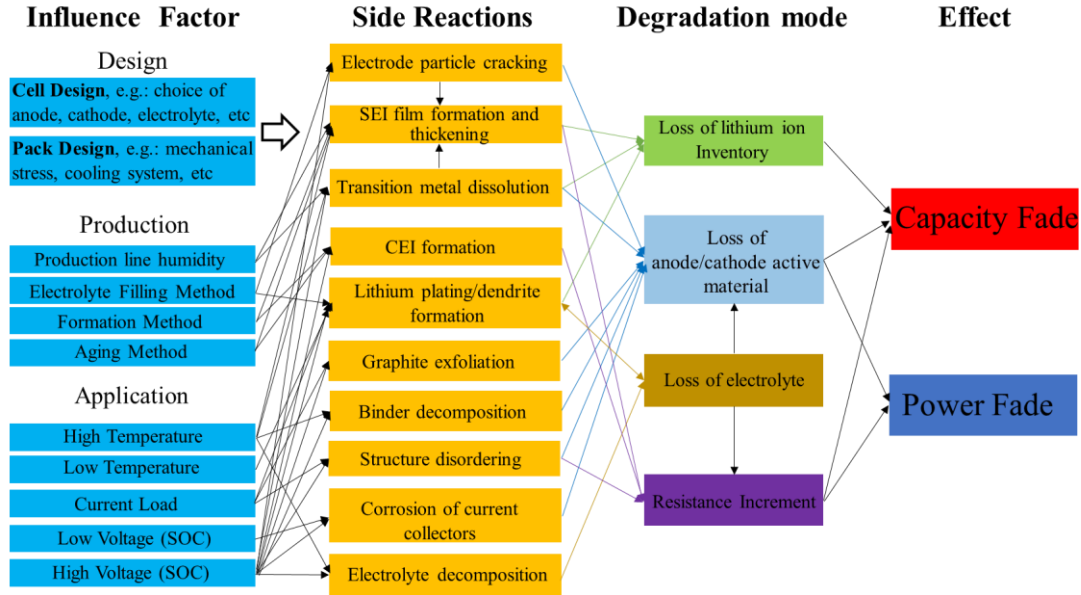 Influence Factor
Side Reactions
Degradation mode
Effect
Design
Cell Design, e.g.: choice of
anode, cathode, electrolyte, etc
Pack Design, e.g.: mechanical
stress, cooling system, etc
Production
Production line humidity
Electrolyte Filling Method
Formation Method
Aging Method
Application
High Temperature
Low Temperature
Current Load
Low Voltage (SOC)
High Voltage (SOC)
Electrode particle cracking
SEI film formation and
thickening
Transition metal dissolution
CEI formation
Lithium plating/dendrite
formation
Graphite exfoliation
Binder decomposition
Structure disordering
Corrosion of current
collectors
Electrolyte decomposition
Loss of lithium ion
Inventory
Loss of
anode/cathode active
material
Loss of electrolyte
Resistance Increment
Capacity Fade
Power Fade